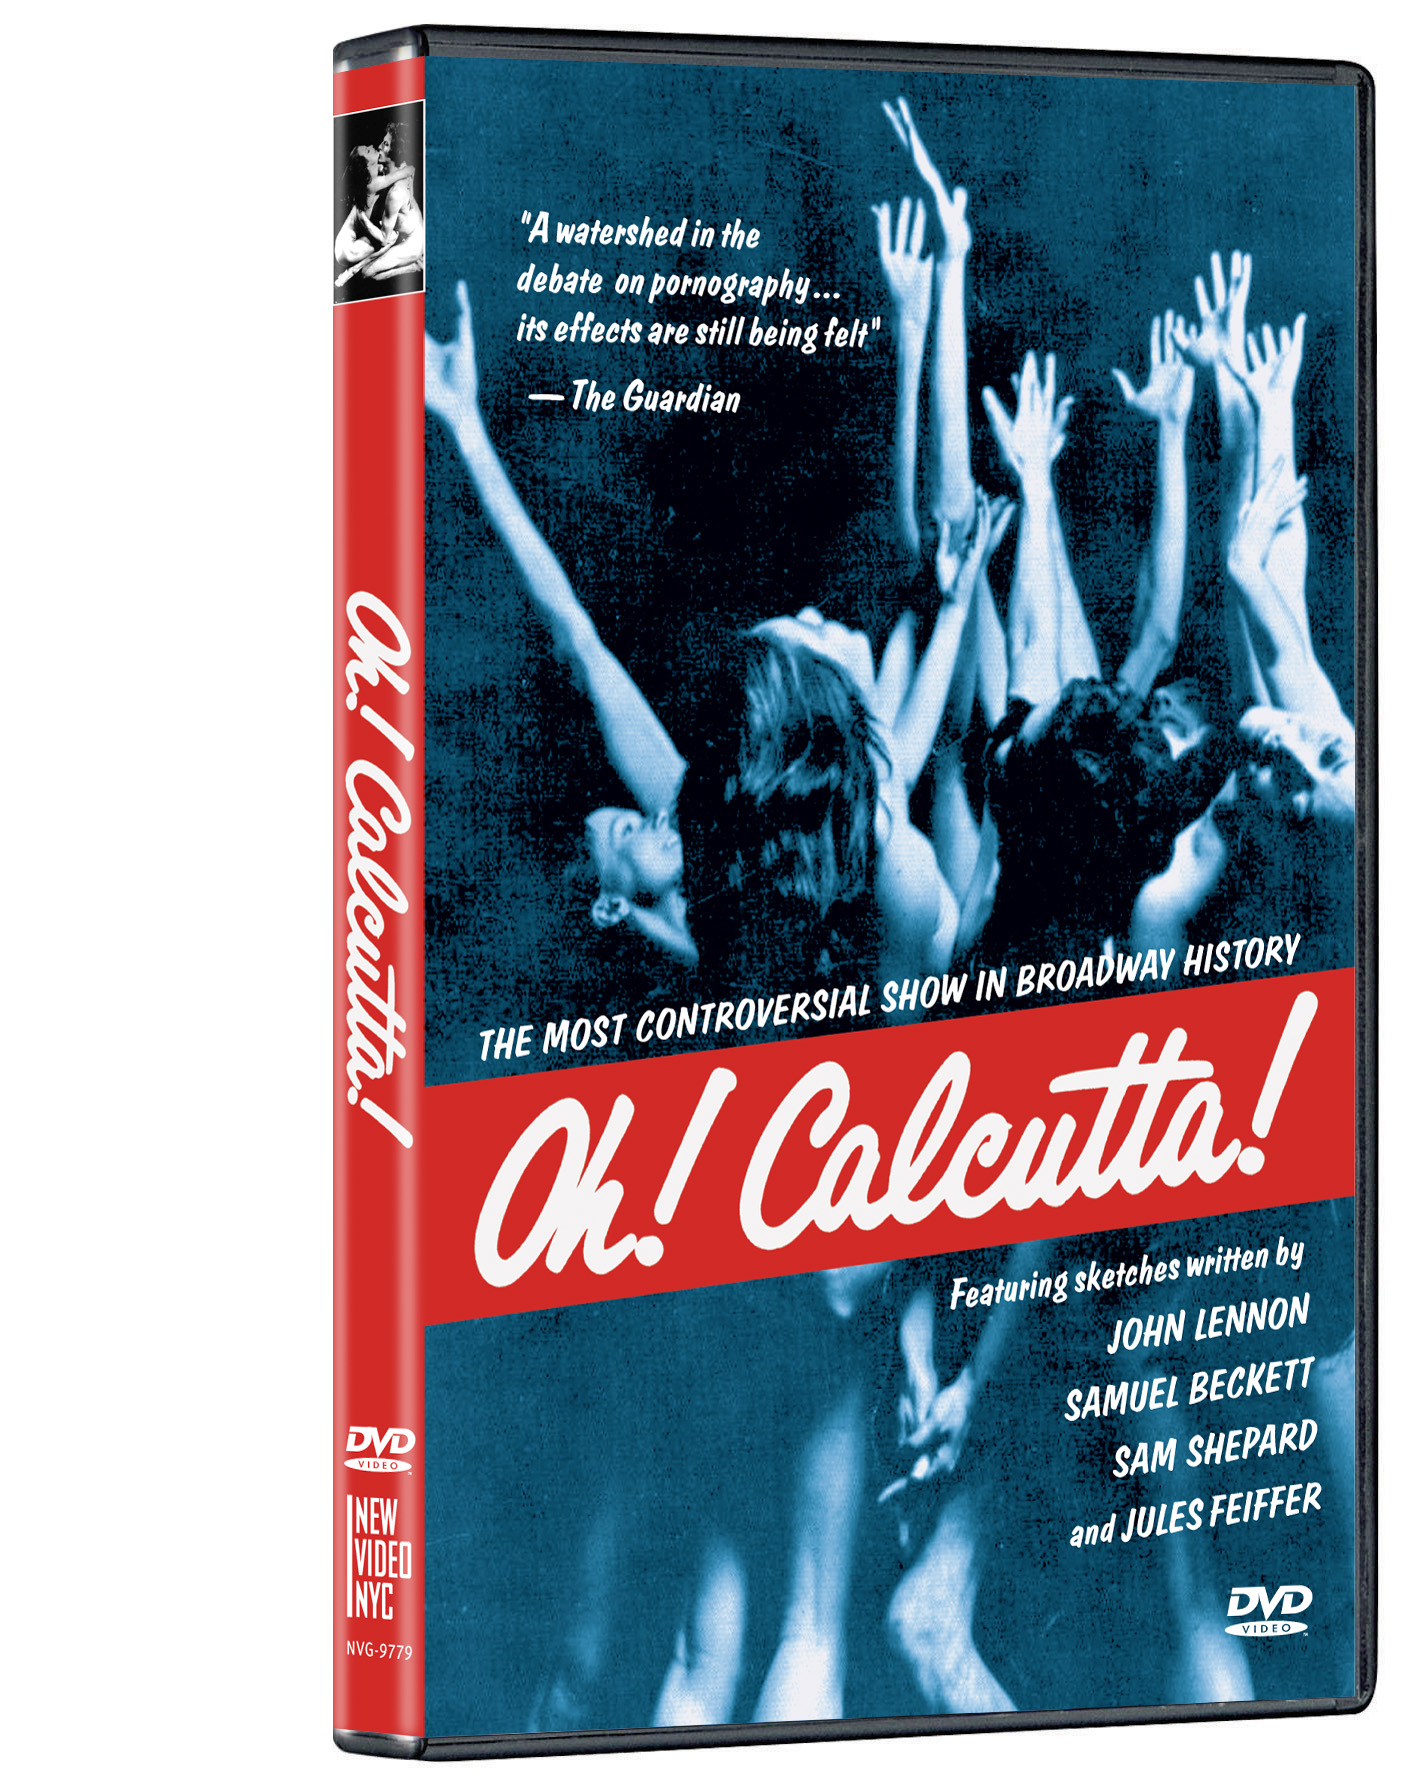 "A watershed in the
debate on pornography...
its effects are still being felt"
— The Guardian
THE MOST CONTROVERSIAL SHOW IN BROADWAY HISTORY
Oh! Calcutta!
Featuring sketches written by
JOHN LENNON
SAMUEL BECKETT
SAM SHEPARD
and JULES FEIFFER
DVD
VIDEO
Oh! Calcutta!
DVD
VIDEO
NEW
VIDEO
NYC
NVG-9779